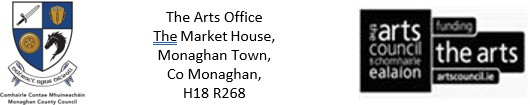 The Arts Office
The Market House,
Monaghan Town,
Co Monaghan,
H18 R268
Comhairle Contae Mhuineacháin
Monaghan County Council
the arts council
chomhairle
ealaíon
funding
the arts
artscouncil.ie